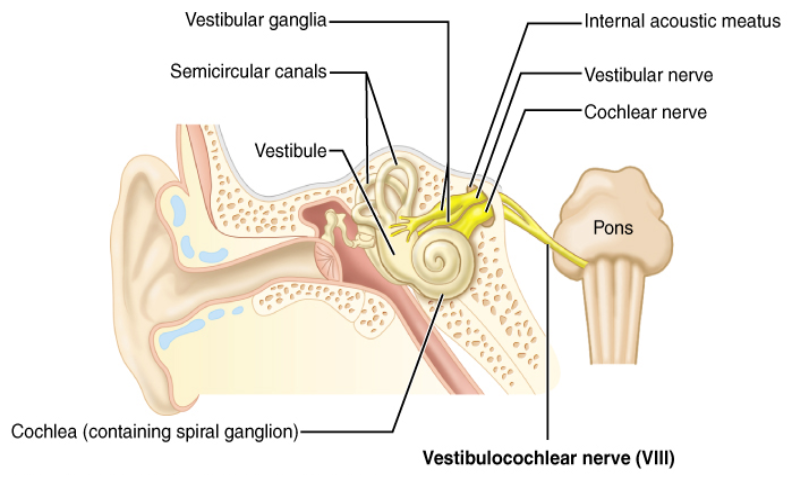 Vestibular ganglia
Internal acoustic meatus
Semicircular canals
Vestibular nerve
Cochlear nerve
Vestibule
Pons
Cochlea (containing spiral ganglion)
Vestibulocochlear nerve (VIII)